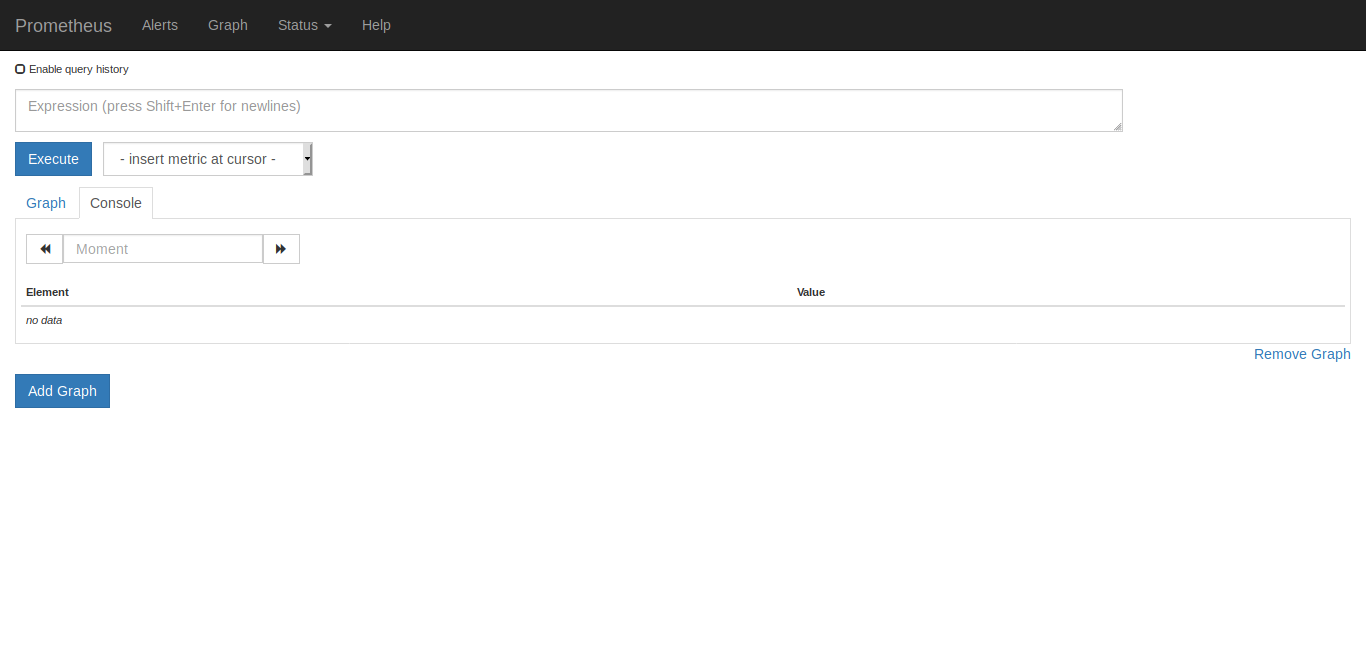 Prometheus Alerts Graph Status Help
Enable query history
Expression (press Shift+Enter for newlines)
Execute - insert metric at cursor -
Graph Console
Moment
Element Value
no data
Remove Graph
Add Graph